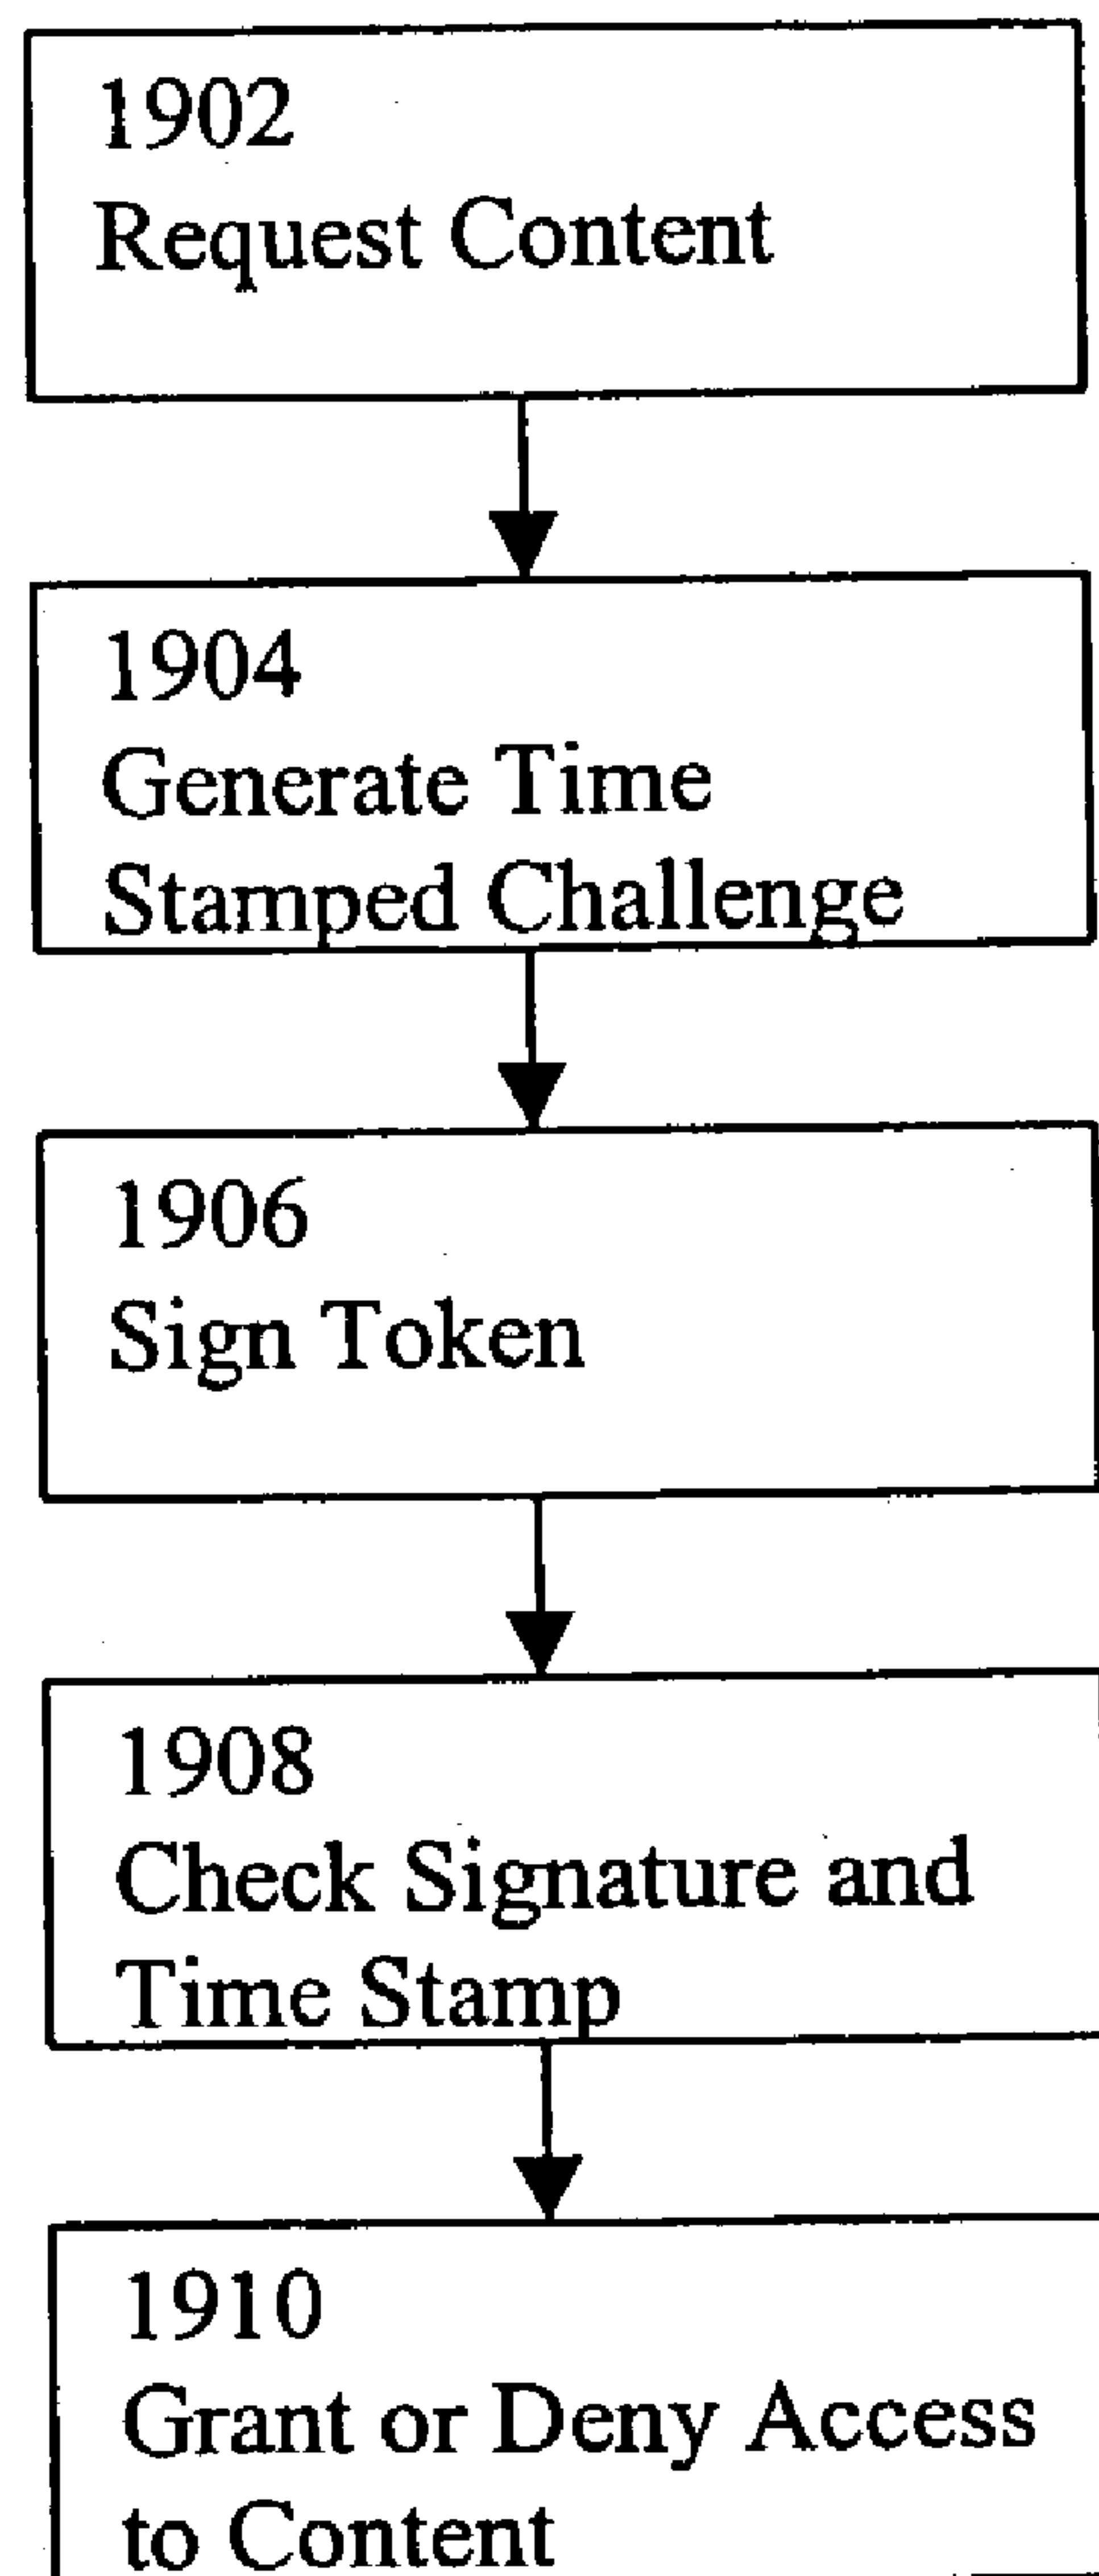 1902
Request Content
1904
Generate Time
Stamped Challenge
1906
Sign Token
1908
Check Signature and
Time Stamp
1910
Grant or Deny Access
to Content